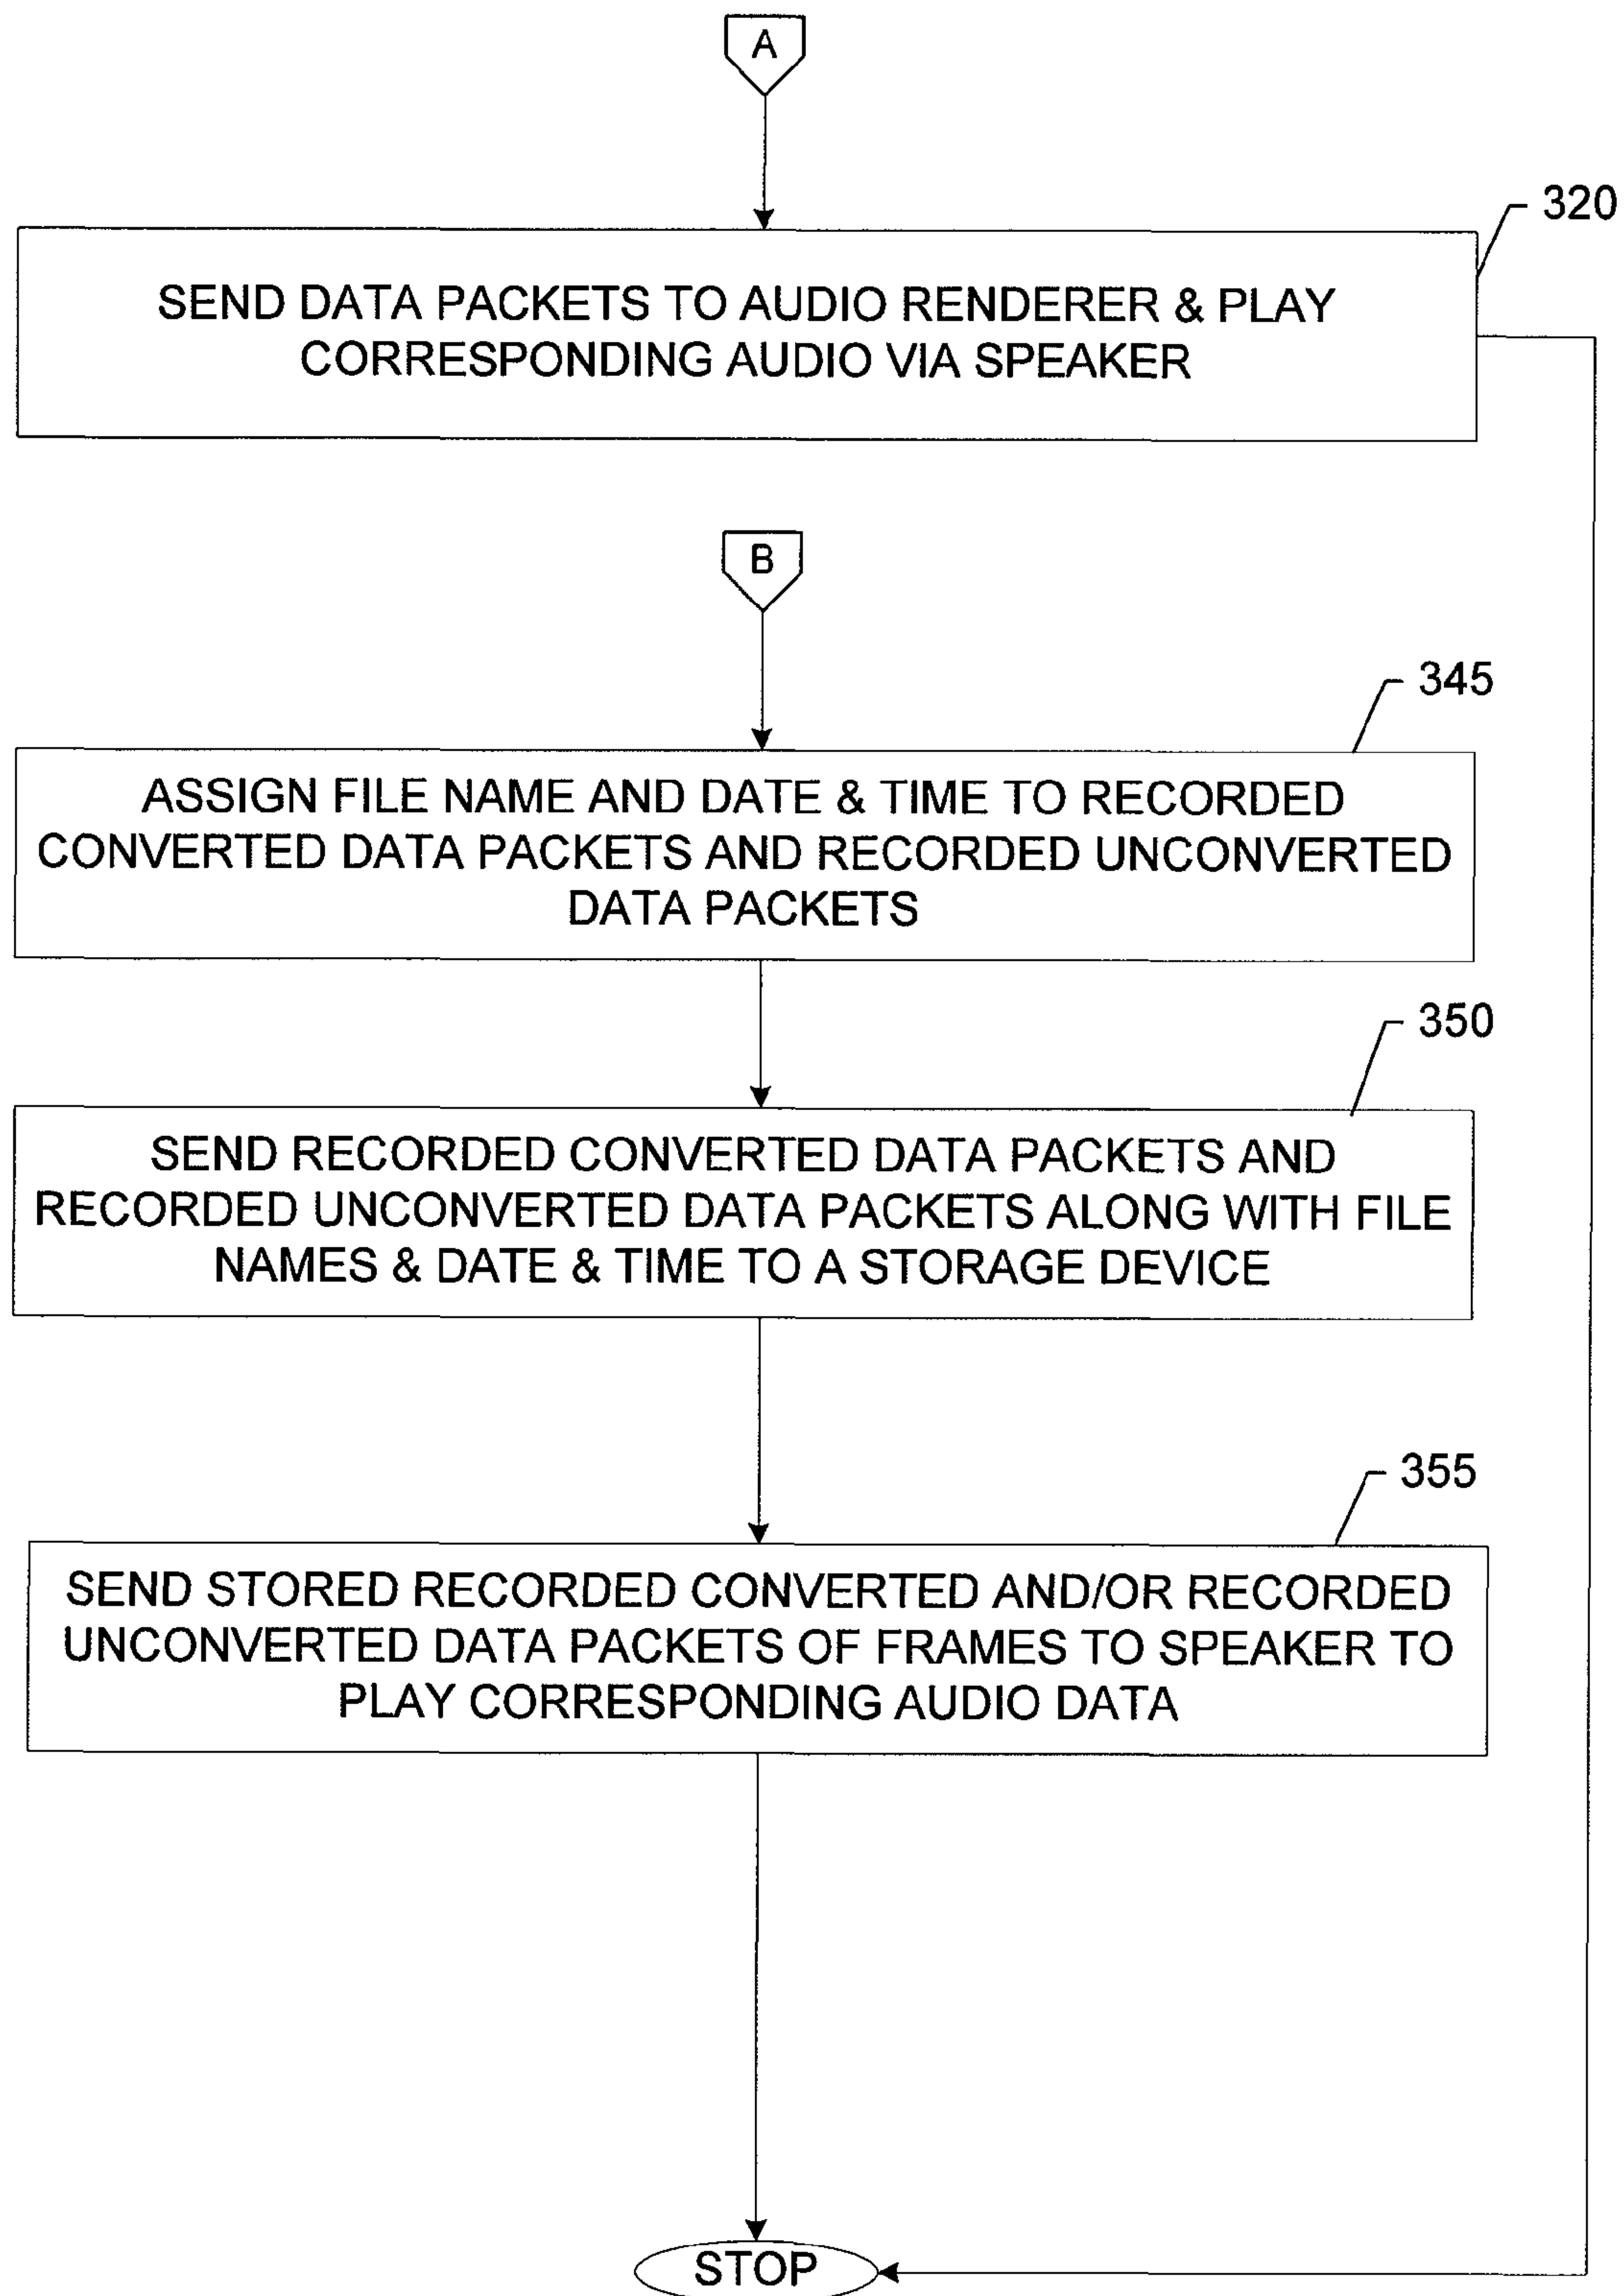 A
320
SEND DATA PACKETS TO AUDIO RENDERER & PLAY
CORRESPONDING AUDIO VIA SPEAKER
B
345
ASSIGN FILE NAME AND DATE & TIME TO RECORDED
CONVERTED DATA PACKETS AND RECORDED UNCONVERTED
DATA PACKETS
350
SEND RECORDED CONVERTED DATA PACKETS AND
RECORDED UNCONVERTED DATA PACKETS ALONG WITH FILE
NAMES & DATE & TIME TO A STORAGE DEVICE
355
SEND STORED RECORDED CONVERTED AND/OR RECORDED
UNCONVERTED DATA PACKETS OF FRAMES TO SPEAKER TO
PLAY CORRESPONDING AUDIO DATA
STOP